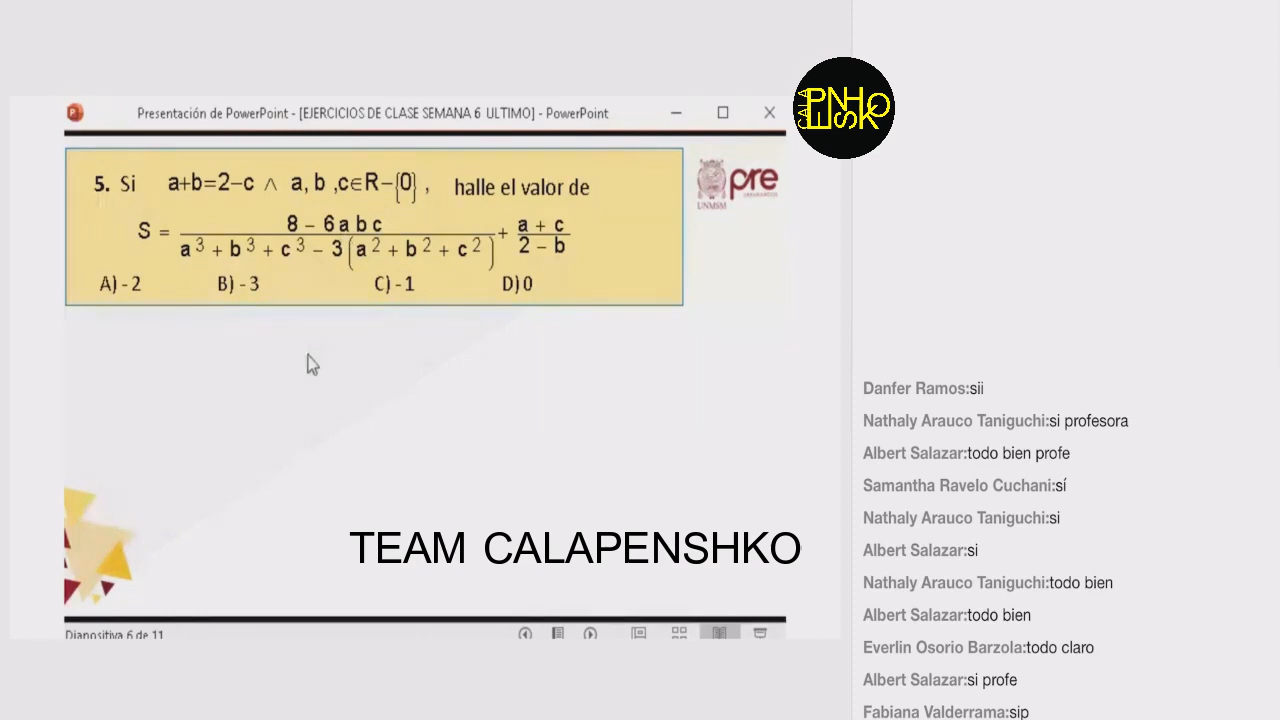 Presentación de PowerPoint - [EJERCICIOS DE CLASE SEMANA 6 ULTIMO] - PowerPoint
CALA
PENSHKO
5. Si a+b=2−c ∧ a, b ,c∈R−{0} , halle el valor de
S = (8 − 6 a b c) / (a³ + b³ + c³ − 3(a² + b² + c²)) + (a + c) / (2 − b)
A) - 2 B) - 3 C) - 1 D) 0
pre
UNMSM
TEAM CALAPENSHKO
Diapositiva 6 de 11
Danfer Ramos:sii
Nathaly Arauco Taniguchi:si profesora
Albert Salazar:todo bien profe
Samantha Ravelo Cuchani:sí
Nathaly Arauco Taniguchi:si
Albert Salazar:si
Nathaly Arauco Taniguchi:todo bien
Albert Salazar:todo bien
Everlin Osorio Barzola:todo claro
Albert Salazar:si profe
Fabiana Valderrama:sip